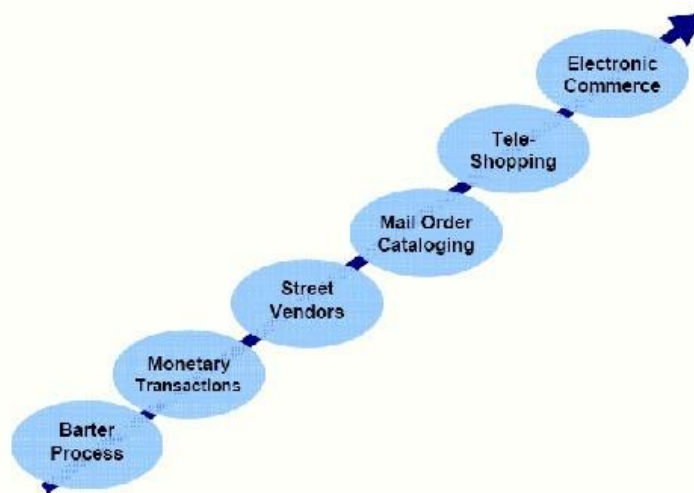 Electronic
Commerce
Tele-
Shopping
Mail Order
Cataloging
Street
Vendors
Monetary
Transactions
Barter
Process